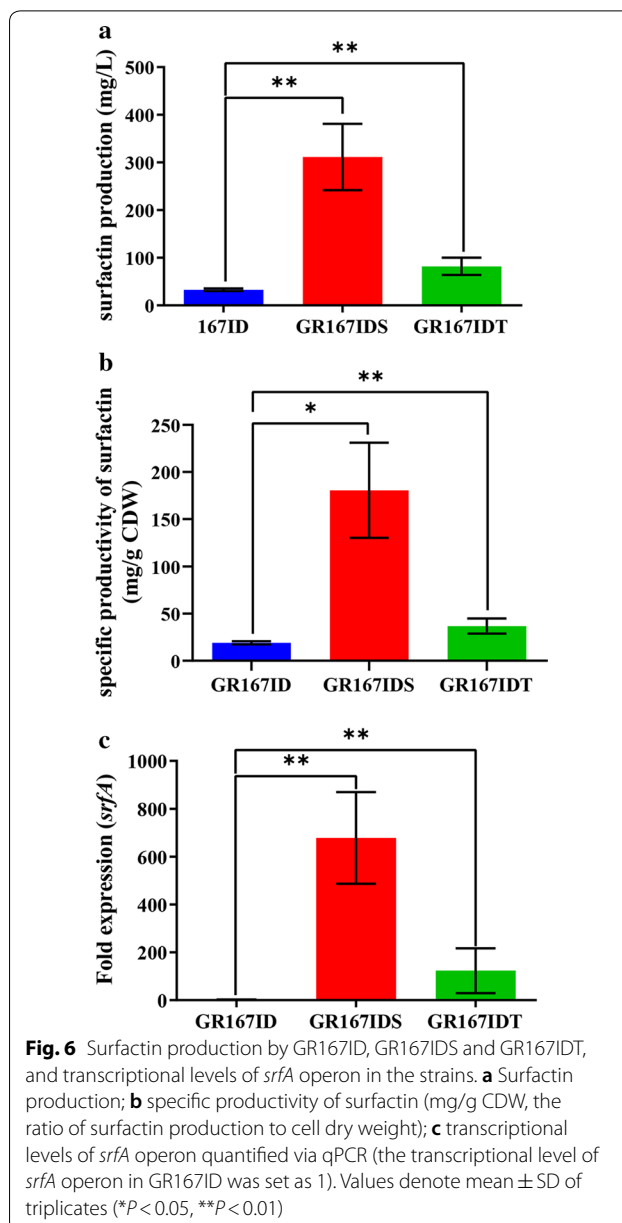 a
**
**
surfactin production (mg/L)
500
400
300
200
100
0
167ID GR167IDS GR167IDT
b
**
*
specific productivity of surfactin
(mg/g CDW)
250
200
150
100
50
0
GR167ID GR167IDS GR167IDT
c
**
**
Fold expression (srfA)
1000
800
600
400
200
0
GR167ID GR167IDS GR167IDT
Fig. 6 Surfactin production by GR167ID, GR167IDS and GR167IDT,
and transcriptional levels of srfA operon in the strains. a Surfactin
production; b specific productivity of surfactin (mg/g CDW, the
ratio of surfactin production to cell dry weight); c transcriptional
levels of srfA operon quantified via qPCR (the transcriptional level of
srfA operon in GR167ID was set as 1). Values denote mean ± SD of
triplicates (*P < 0.05, **P < 0.01)